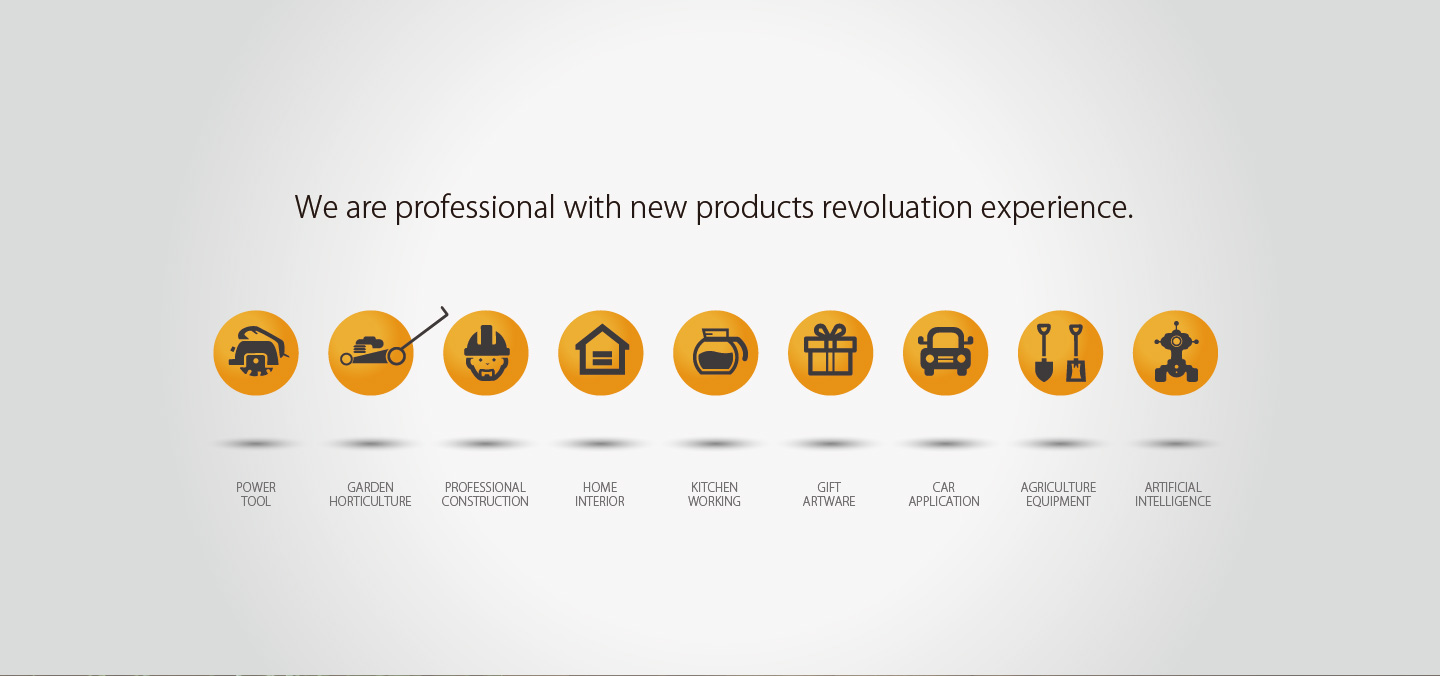 We are professional with new products revoluation experience.
POWER
TOOL
GARDEN
HORTICULTURE
PROFESSIONAL
CONSTRUCTION
HOME
INTERIOR
KITCHEN
WORKING
GIFT
ARTWARE
CAR
APPLICATION
AGRICULTURE
EQUIPMENT
ARTIFICIAL
INTELLIGENCE